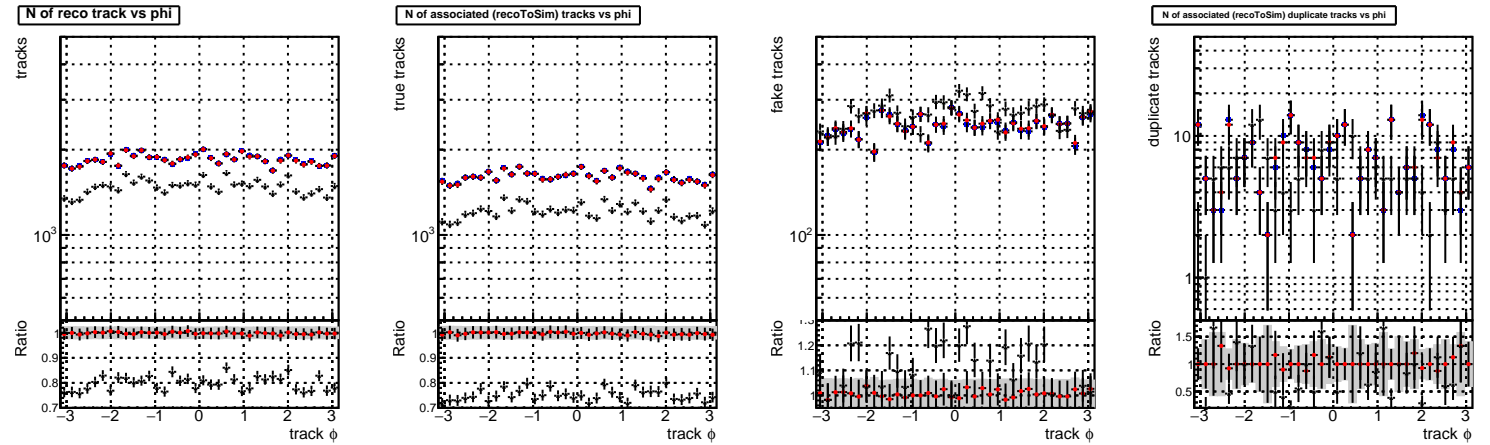 N of reco track vs phi
tracks
10³
Ratio
1
0.9
0.8
0.7
−3 −2 −1 0 1 2 3
track ϕ
N of associated (recoToSim) tracks vs phi
true tracks
10³
Ratio
1
0.9
0.8
0.7
−3 −2 −1 0 1 2 3
track ϕ
fake tracks
10²
Ratio
1.3
1.2
1.1
1
−3 −2 −1 0 1 2 3
track ϕ
N of associated (recoToSim) duplicate tracks vs phi
duplicate tracks
10
1
Ratio
1.5
1
0.5
−3 −2 −1 0 1 2 3
track ϕ